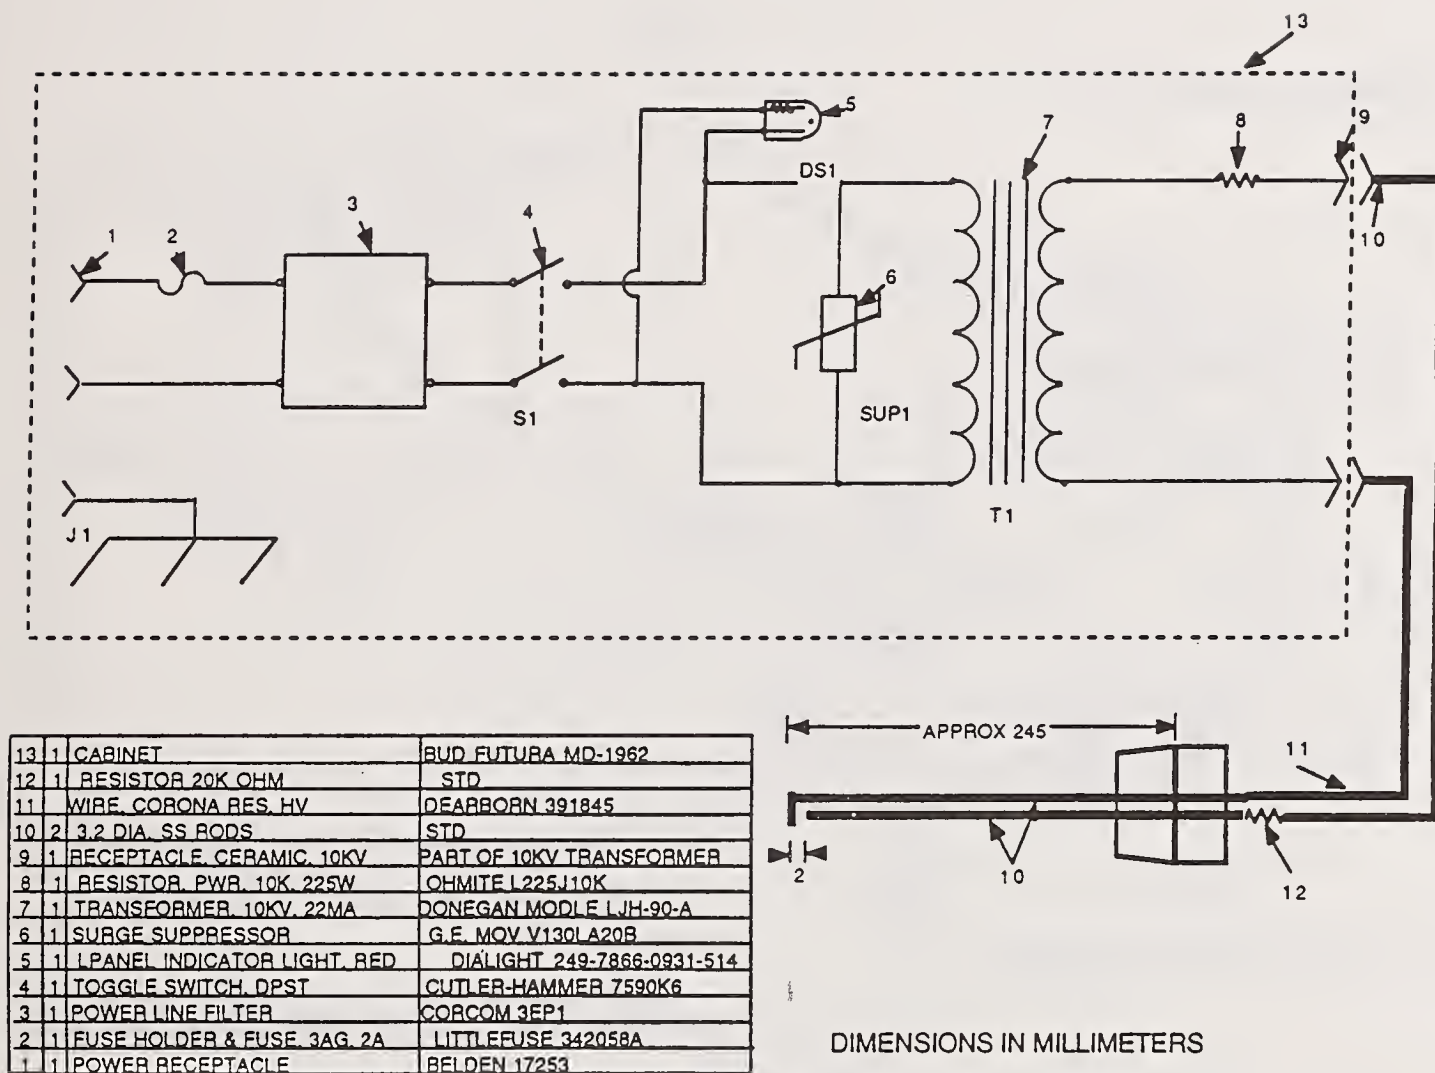 13
5
7
8
9
DS1
3
4
1
2
10
6
S1
SUP1
J1
T1
APPROX 245
11
2
10
12
13 1 CABINET BUD FUTURA MD-1962
12 1 RESISTOR 20K OHM STD
11 WIRE, CORONA RES, HV DEARBORN 391845
10 2 3.2 DIA. SS RODS STD
9 1 RECEPTACLE, CERAMIC, 10KV PART OF 10KV TRANSFORMER
8 1 RESISTOR, PWR, 10K, 225W OHMITE L225J10K
7 1 TRANSFORMER, 10KV, 22MA DONEGAN MODLE LJH-90-A
6 1 SURGE SUPPRESSOR G.E. MOV V130LA20B
5 1 LPANEL INDICATOR LIGHT, RED DIALIGHT 249-7866-0931-514
4 1 TOGGLE SWITCH, DPST CUTLER-HAMMER 7590K6
3 1 POWER LINE FILTER CORCOM 3EP1
2 1 FUSE HOLDER & FUSE, 3AG, 2A LITTLEFUSE 342058A
1 1 POWER RECEPTACLE BELDEN 17253
DIMENSIONS IN MILLIMETERS